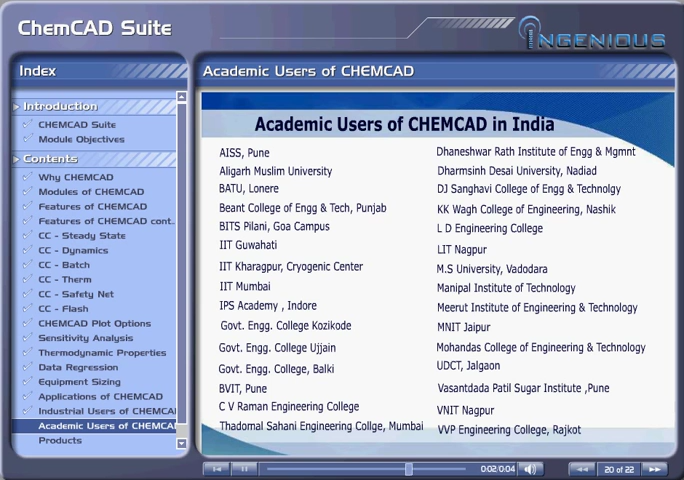 ChemCAD Suite
INGENIOUS
Index
Academic Users of CHEMCAD
Introduction
CHEMCAD Suite
Module Objectives
Contents
Why CHEMCAD
Modules of CHEMCAD
Features of CHEMCAD
Features of CHEMCAD cont.
CC - Steady State
CC - Dynamics
CC - Batch
CC - Therm
CC - Safety Net
CC - Flash
CHEMCAD Plot Options
Sensitivity Analysis
Thermodynamic Properties
Data Regression
Equipment Sizing
Applications of CHEMCAD
Industrial Users of CHEMCA
Academic Users of CHEMCA
Products
Academic Users of CHEMCAD in India
AISS, Pune
Aligarh Muslim University
BATU, Lonere
Beant College of Engg & Tech, Punjab
BITS Pilani, Goa Campus
IIT Guwahati
IIT Kharagpur, Cryogenic Center
IIT Mumbai
IPS Academy , Indore
Govt. Engg. College Kozikode
Govt. Engg. College Ujjain
Govt. Engg. College, Balki
BVIT, Pune
C V Raman Engineering College
Thadomal Sahani Engineering Collge, Mumbai
Dhaneshwar Rath Institute of Engg & Mgmnt
Dharmsinh Desai University, Nadiad
DJ Sanghavi College of Engg & Technolgy
KK Wagh College of Engineering, Nashik
L D Engineering College
LIT Nagpur
M.S University, Vadodara
Manipal Institute of Technology
Meerut Institute of Engineering & Technology
MNIT Jaipur
Mohandas College of Engineering & Technology
UDCT, Jalgaon
Vasantdada Patil Sugar Institute ,Pune
VNIT Nagpur
VVP Engineering College, Rajkot
0:02/0:04
20 of 22